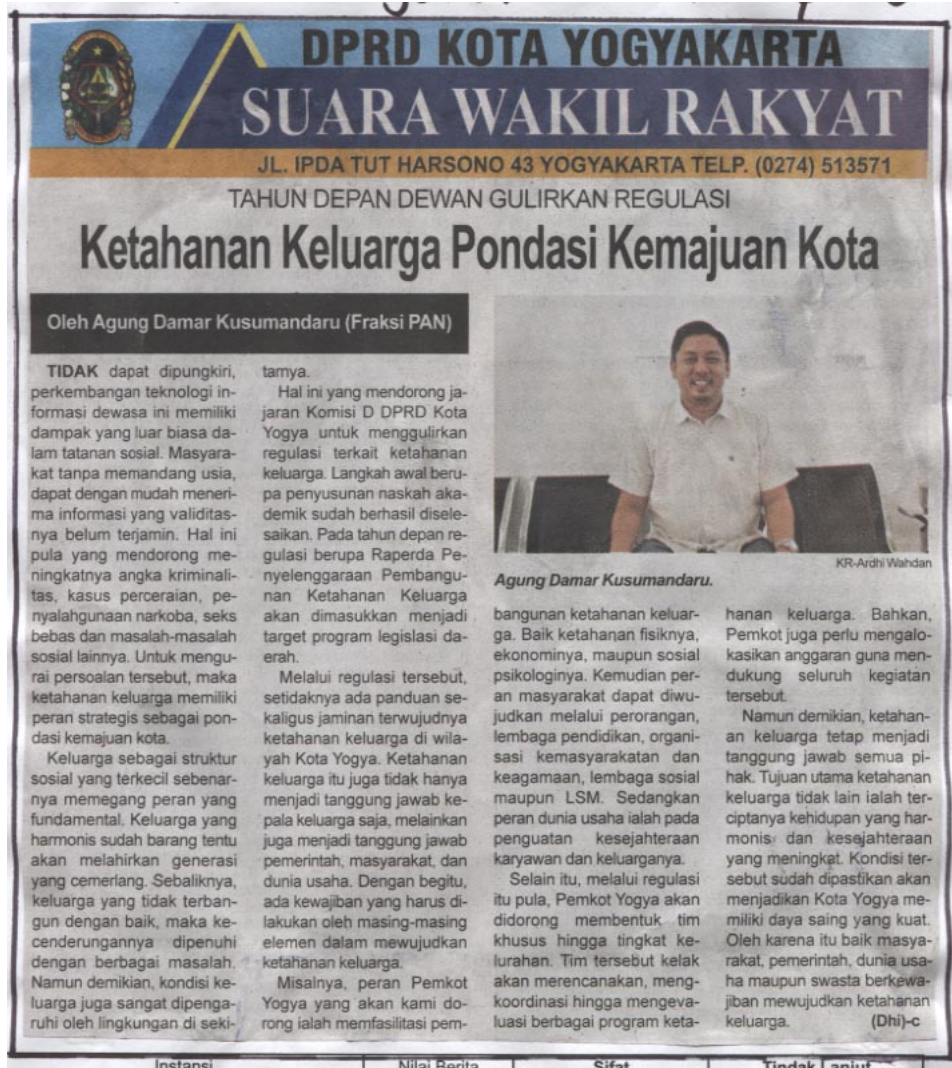 DPRD KOTA YOGYAKARTA
SUARA WAKIL RAKYAT
JL. IPDA TUT HARSONO 43 YOGYAKARTA TELP. (0274) 513571
TAHUN DEPAN DEWAN GULIRKAN REGULASI
Ketahanan Keluarga Pondasi Kemajuan Kota
Oleh Agung Damar Kusumandaru (Fraksi PAN)
TIDAK dapat dipungkiri,
perkembangan teknologi in-
formasi dewasa ini memiliki
dampak yang luar biasa da-
lam tatanan sosial. Masyara-
kat tanpa memandang usia,
dapat dengan mudah meneri-
ma informasi yang validitas-
nya belum terjamin. Hal ini
pula yang mendorong me-
ningkatnya angka kriminali-
tas, kasus perceraian, pe-
nyalahgunaan narkoba, seks
bebas dan masalah-masalah
sosial lainnya. Untuk mengu-
rai persoalan tersebut, maka
ketahanan keluarga memiliki
peran strategis sebagai pon-
dasi kemajuan kota.
Keluarga sebagai struktur
sosial yang terkecil sebenar-
nya memegang peran yang
fundamental. Keluarga yang
harmonis sudah barang tentu
akan melahirkan generasi
yang cemerlang. Sebaliknya,
keluarga yang tidak terban-
gun dengan baik, maka ke-
cenderungannya dipenuhi
dengan berbagai masalah.
Namun demikian, kondisi ke-
luarga juga sangat dipenga-
ruhi oleh lingkungan di seki-
tarnya.
Hal ini yang mendorong ja-
jaran Komisi D DPRD Kota
Yogya untuk menggulirkan
regulasi terkait ketahanan
keluarga. Langkah awal beru-
pa penyusunan naskah aka-
demik sudah berhasil disele-
saikan. Pada tahun depan re-
gulasi berupa Raperda Pe-
nyelenggaraan Pembangu-
nan Ketahanan Keluarga
akan dimasukkan menjadi
target program legislasi da-
erah.
Melalui regulasi tersebut,
setidaknya ada panduan se-
kaligus jaminan terwujudnya
ketahanan keluarga di wila-
yah Kota Yogya. Ketahanan
keluarga itu juga tidak hanya
menjadi tanggung jawab ke-
pala keluarga saja, melainkan
juga menjadi tanggung jawab
pemerintah, masyarakat, dan
dunia usaha. Dengan begitu,
ada kewajiban yang harus di-
lakukan oleh masing-masing
elemen dalam mewujudkan
ketahanan keluarga.
Misalnya, peran Pemkot
Yogya yang akan kami do-
rong ialah memfasilitasi pem-
KR-Ardhi Wahdan
Agung Damar Kusumandaru.
bangunan ketahanan keluar-
ga. Baik ketahanan fisiknya,
ekonominya, maupun sosial
psikologinya. Kemudian per-
an masyarakat dapat diwu-
judkan melalui perorangan,
lembaga pendidikan, organi-
sasi kemasyarakatan dan
keagamaan, lembaga sosial
maupun LSM. Sedangkan
peran dunia usaha ialah pada
penguatan kesejahteraan
karyawan dan keluarganya.
Selain itu, melalui regulasi
itu pula, Pemkot Yogya akan
didorong membentuk tim
khusus hingga tingkat ke-
lurahan. Tim tersebut kelak
akan merencanakan, meng-
koordinasi hingga mengeva-
luasi berbagai program keta-
hanan keluarga. Bahkan,
Pemkot juga perlu mengalo-
kasikan anggaran guna men-
dukung seluruh kegiatan
tersebut.
Namun demikian, ketahan-
an keluarga tetap menjadi
tanggung jawab semua pi-
hak. Tujuan utama ketahanan
keluarga tidak lain ialah ter-
ciptanya kehidupan yang har-
monis dan kesejahteraan
yang meningkat. Kondisi ter-
sebut sudah dipastikan akan
menjadikan Kota Yogya me-
miliki daya saing yang kuat.
Oleh karena itu baik masya-
rakat, pemerintah, dunia usa-
ha maupun swasta berkewa-
jiban mewujudkan ketahanan
keluarga. (Dhi)-c
Instansi Nilai Berita Sifat Tindak Lanjut